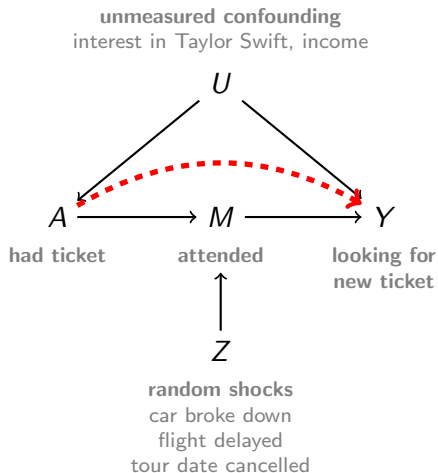 unmeasured confounding
interest in Taylor Swift, income
U
A M Y
had ticket attended looking for
new ticket
Z
random shocks
car broke down
flight delayed
tour date cancelled